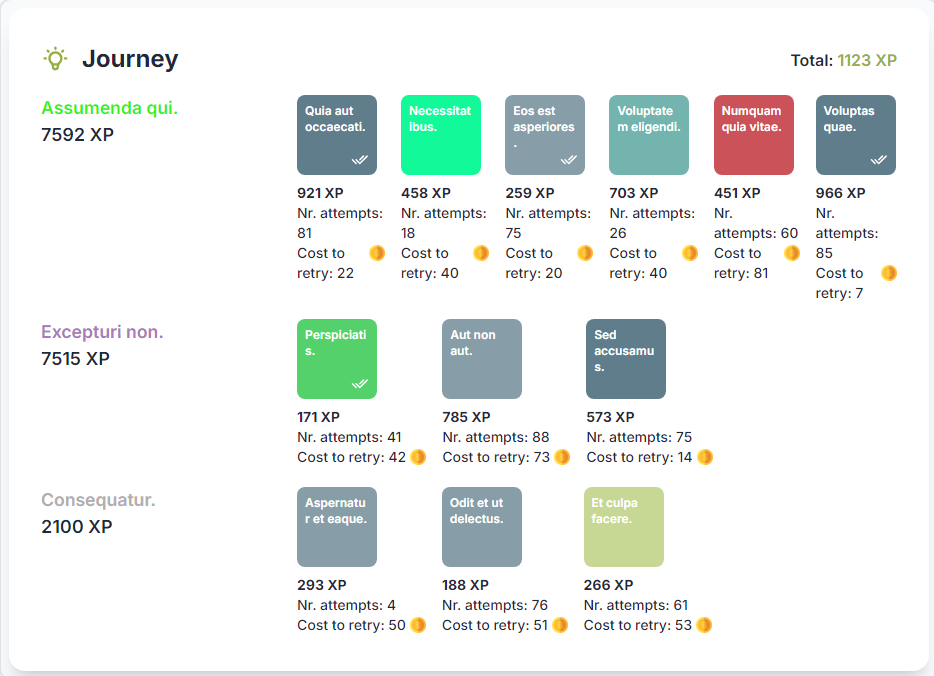 Journey
Total: 1123 XP
Assumenda qui.
7592 XP
Quia aut
occaecati.
921 XP
Nr. attempts:
81
Cost to
retry: 22
Necessitat
ibus.
458 XP
Nr. attempts:
18
Cost to
retry: 40
Eos est
asperiores
.
259 XP
Nr. attempts:
75
Cost to
retry: 20
Voluptate
m eligendi.
703 XP
Nr. attempts:
26
Cost to
retry: 40
Numquam
quia vitae.
451 XP
Nr.
attempts: 60
Cost to
retry: 81
Voluptas
quae.
966 XP
Nr.
attempts:
85
Cost to
retry: 7
Excepturi non.
7515 XP
Perspiciati
s.
171 XP
Nr. attempts: 41
Cost to retry: 42
Aut non
aut.
785 XP
Nr. attempts: 88
Cost to retry: 73
Sed
accusamu
s.
573 XP
Nr. attempts: 75
Cost to retry: 14
Consequatur.
2100 XP
Aspernatu
r et eaque.
293 XP
Nr. attempts: 4
Cost to retry: 50
Odit et ut
delectus.
188 XP
Nr. attempts: 76
Cost to retry: 51
Et culpa
facere.
266 XP
Nr. attempts: 61
Cost to retry: 53